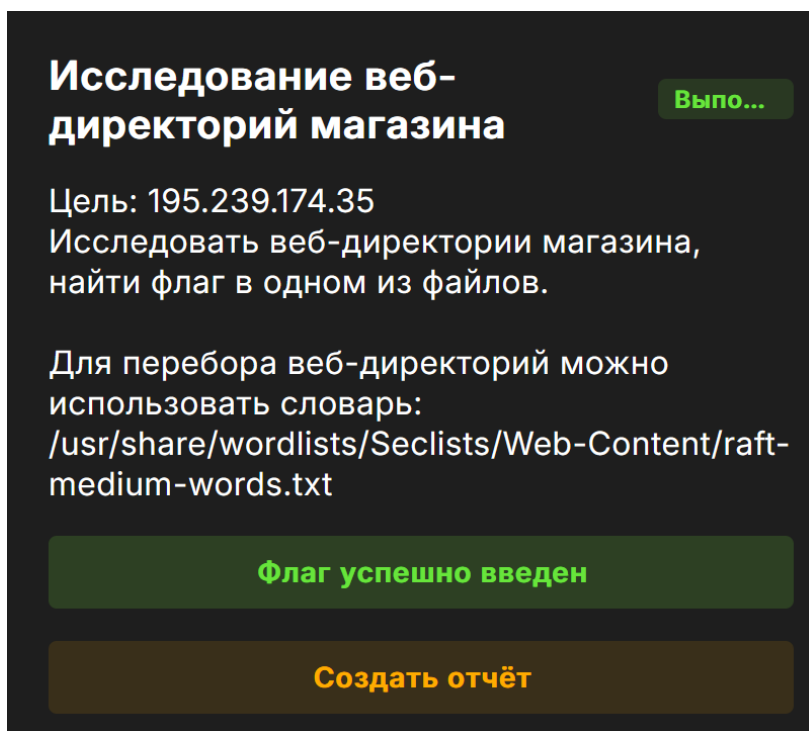 Исследование веб-
директорий магазина
Выпо...
Цель: 195.239.174.35
Исследовать веб-директории магазина,
найти флаг в одном из файлов.
Для перебора веб-директорий можно
использовать словарь:
/usr/share/wordlists/Seclists/Web-Content/raft-
medium-words.txt
Флаг успешно введен
Создать отчёт